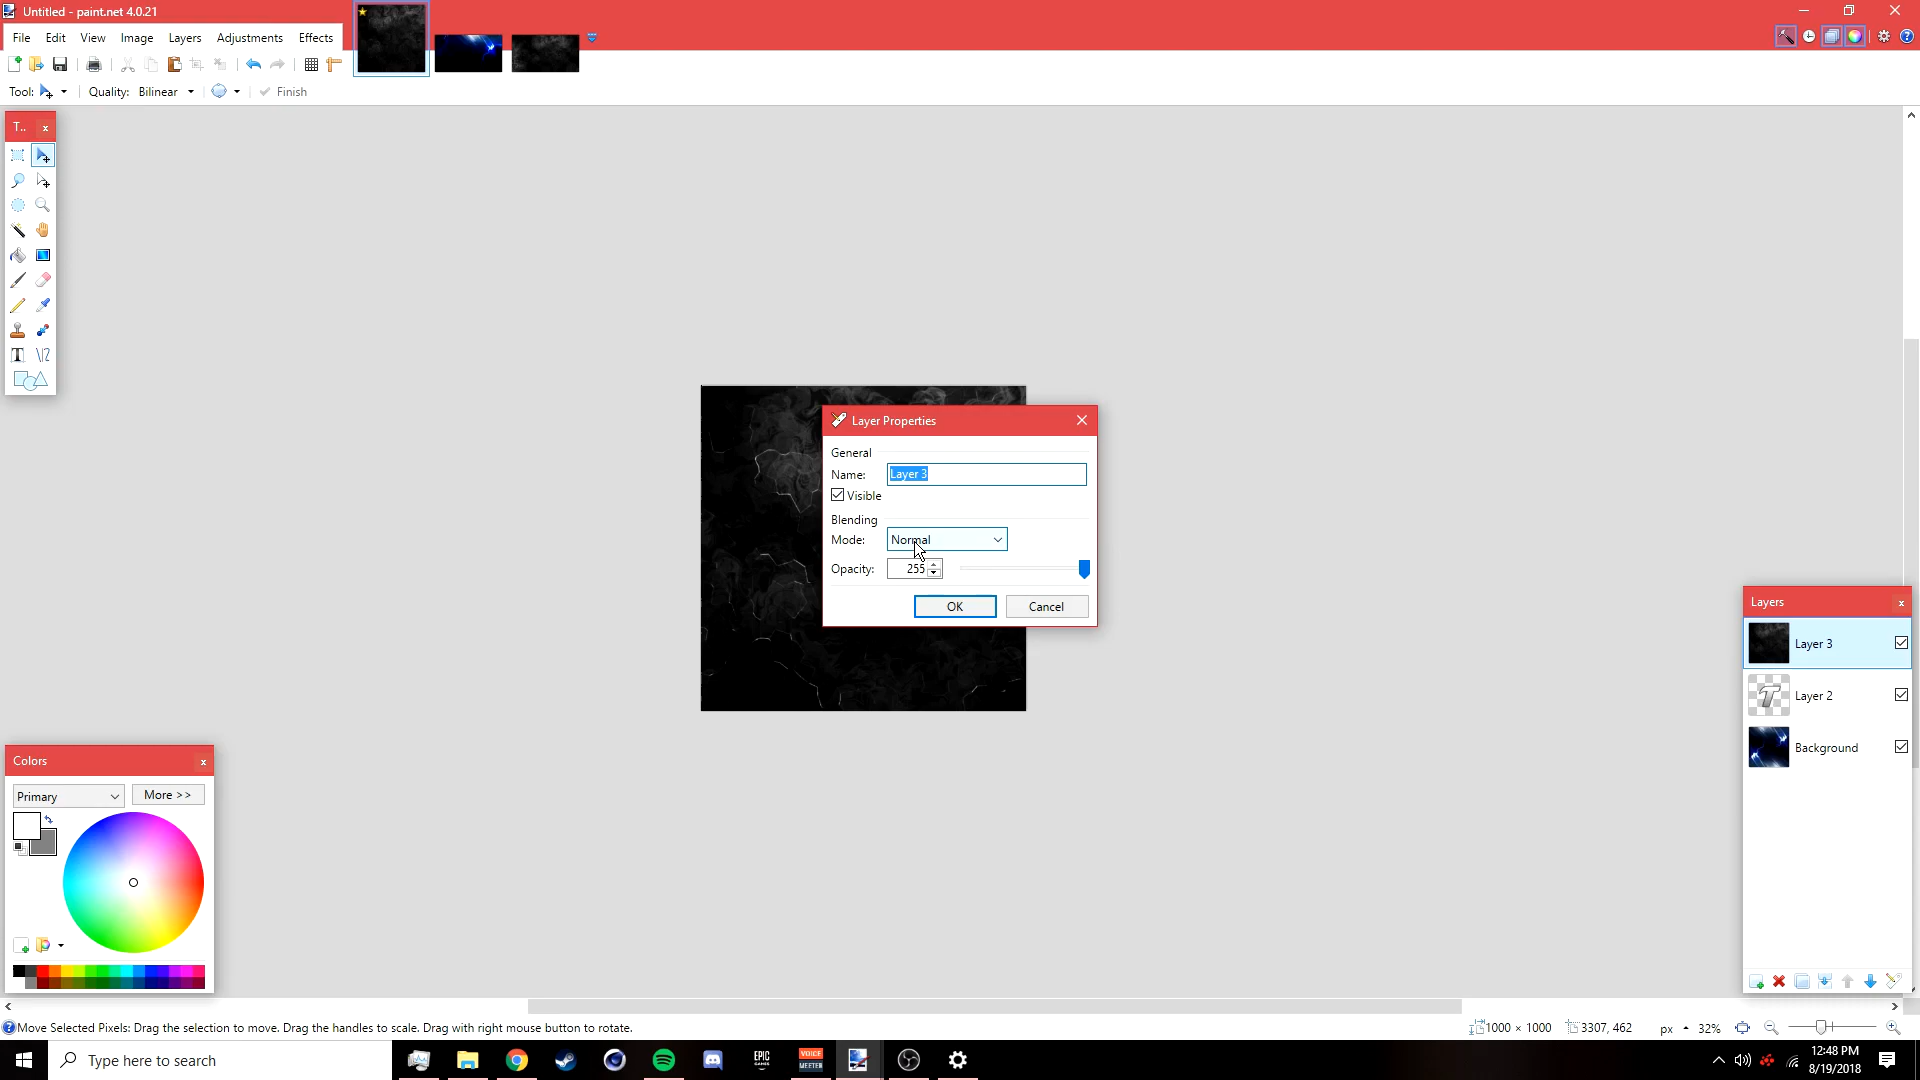 Untitled - paint.net 4.0.21
File Edit View Image Layers Adjustments Effects
Tool: Quality: Bilinear Finish
T..
Layer Properties
General
Name: Layer 3
Visible
Blending
Mode: Normal
Opacity: 255
OK Cancel
Layers
Layer 3
Layer 2
Background
Colors
Primary More >>
Move Selected Pixels: Drag the selection to move. Drag the handles to scale. Drag with right mouse button to rotate.
1000 × 1000 3307, 462 px 32%
Type here to search
EPIC
GAMES
VOICE
MEETER
12:48 PM
8/19/2018